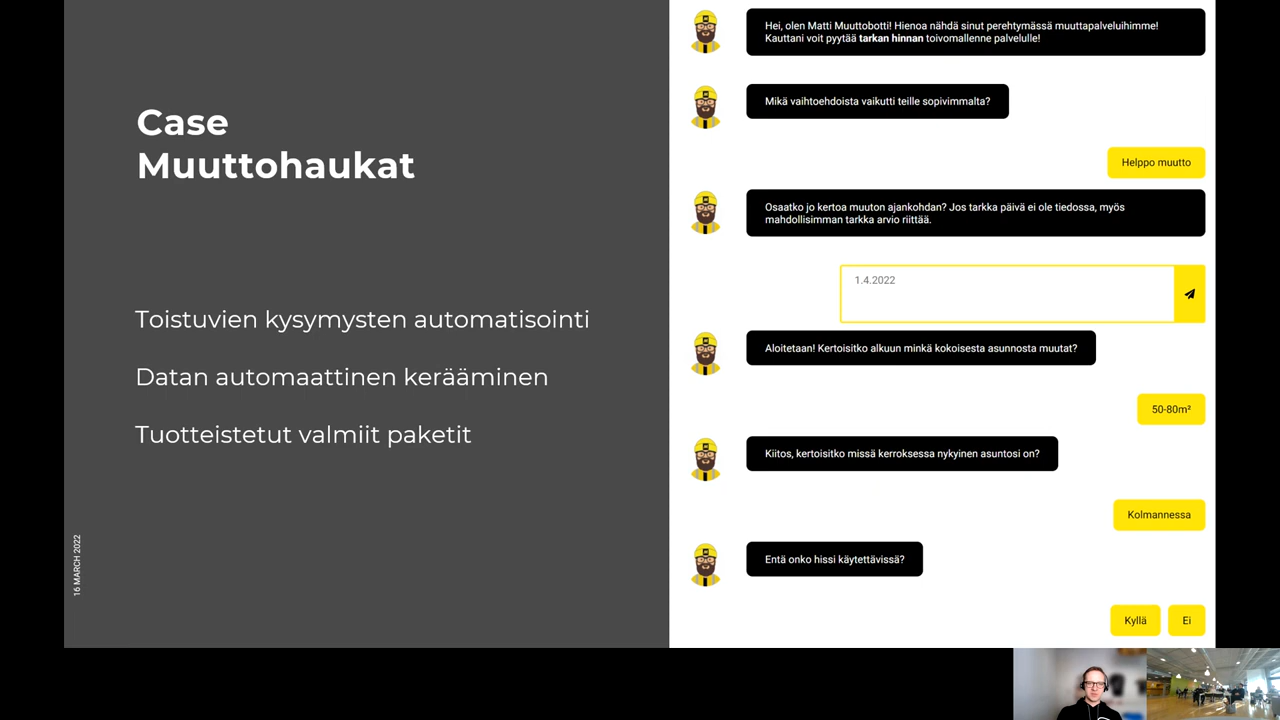 Case
Muuttohaukat
Toistuvien kysymysten automatisointi
Datan automaattinen kerääminen
Tuotteistetut valmiit paketit
16 MARCH 2022
Hei, olen Matti Muuttobotti! Hienoa nähdä sinut perehtymässä muuttapalveluihimme!
Kauttani voit pyytää tarkan hinnan toivomallenne palvelulle!
Mikä vaihtoehdoista vaikutti teille sopivimmalta?
Helppo muutto
Osaatko jo kertoa muuton ajankohdan? Jos tarkka päivä ei ole tiedossa, myös
mahdollisimman tarkka arvio riittää.
1.4.2022
Aloitetaan! Kertoisitko alkuun minkä kokoisesta asunnosta muutat?
50-80m²
Kiitos, kertoisitko missä kerroksessa nykyinen asuntosi on?
Kolmannessa
Entä onko hissi käytettävissä?
Kyllä
Ei